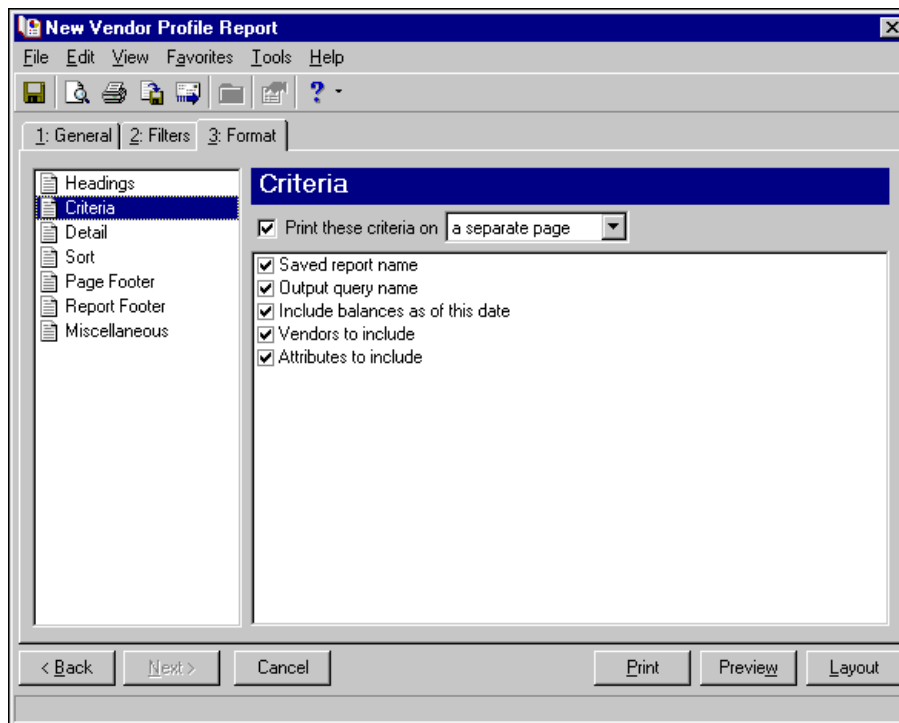 New Vendor Profile Report
File Edit View Favorites Tools Help
?
1: General 2: Filters 3: Format
Headings
Criteria
Detail
Sort
Page Footer
Report Footer
Miscellaneous
Criteria
Print these criteria on a separate page
Saved report name
Output query name
Include balances as of this date
Vendors to include
Attributes to include
< Back Next > Cancel Print Preview Layout